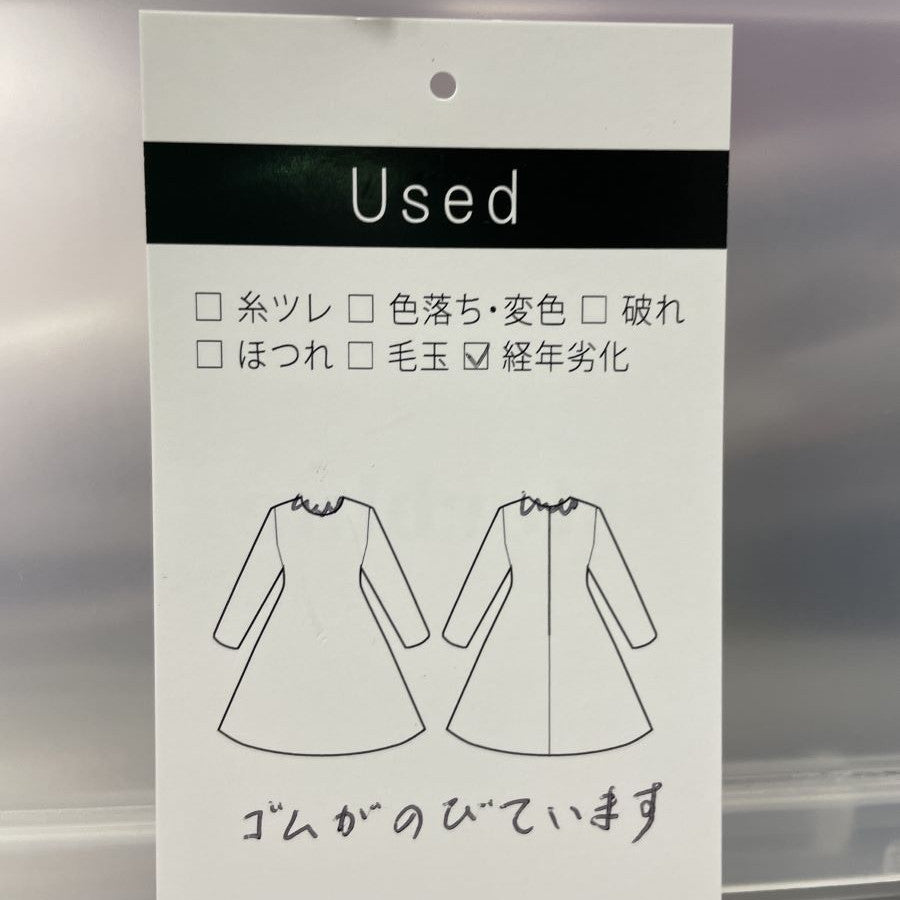 Used
□ 糸ツレ □ 色落ち・変色 □ 破れ
□ ほつれ □ 毛玉 ☑ 経年劣化
ゴムがのびています